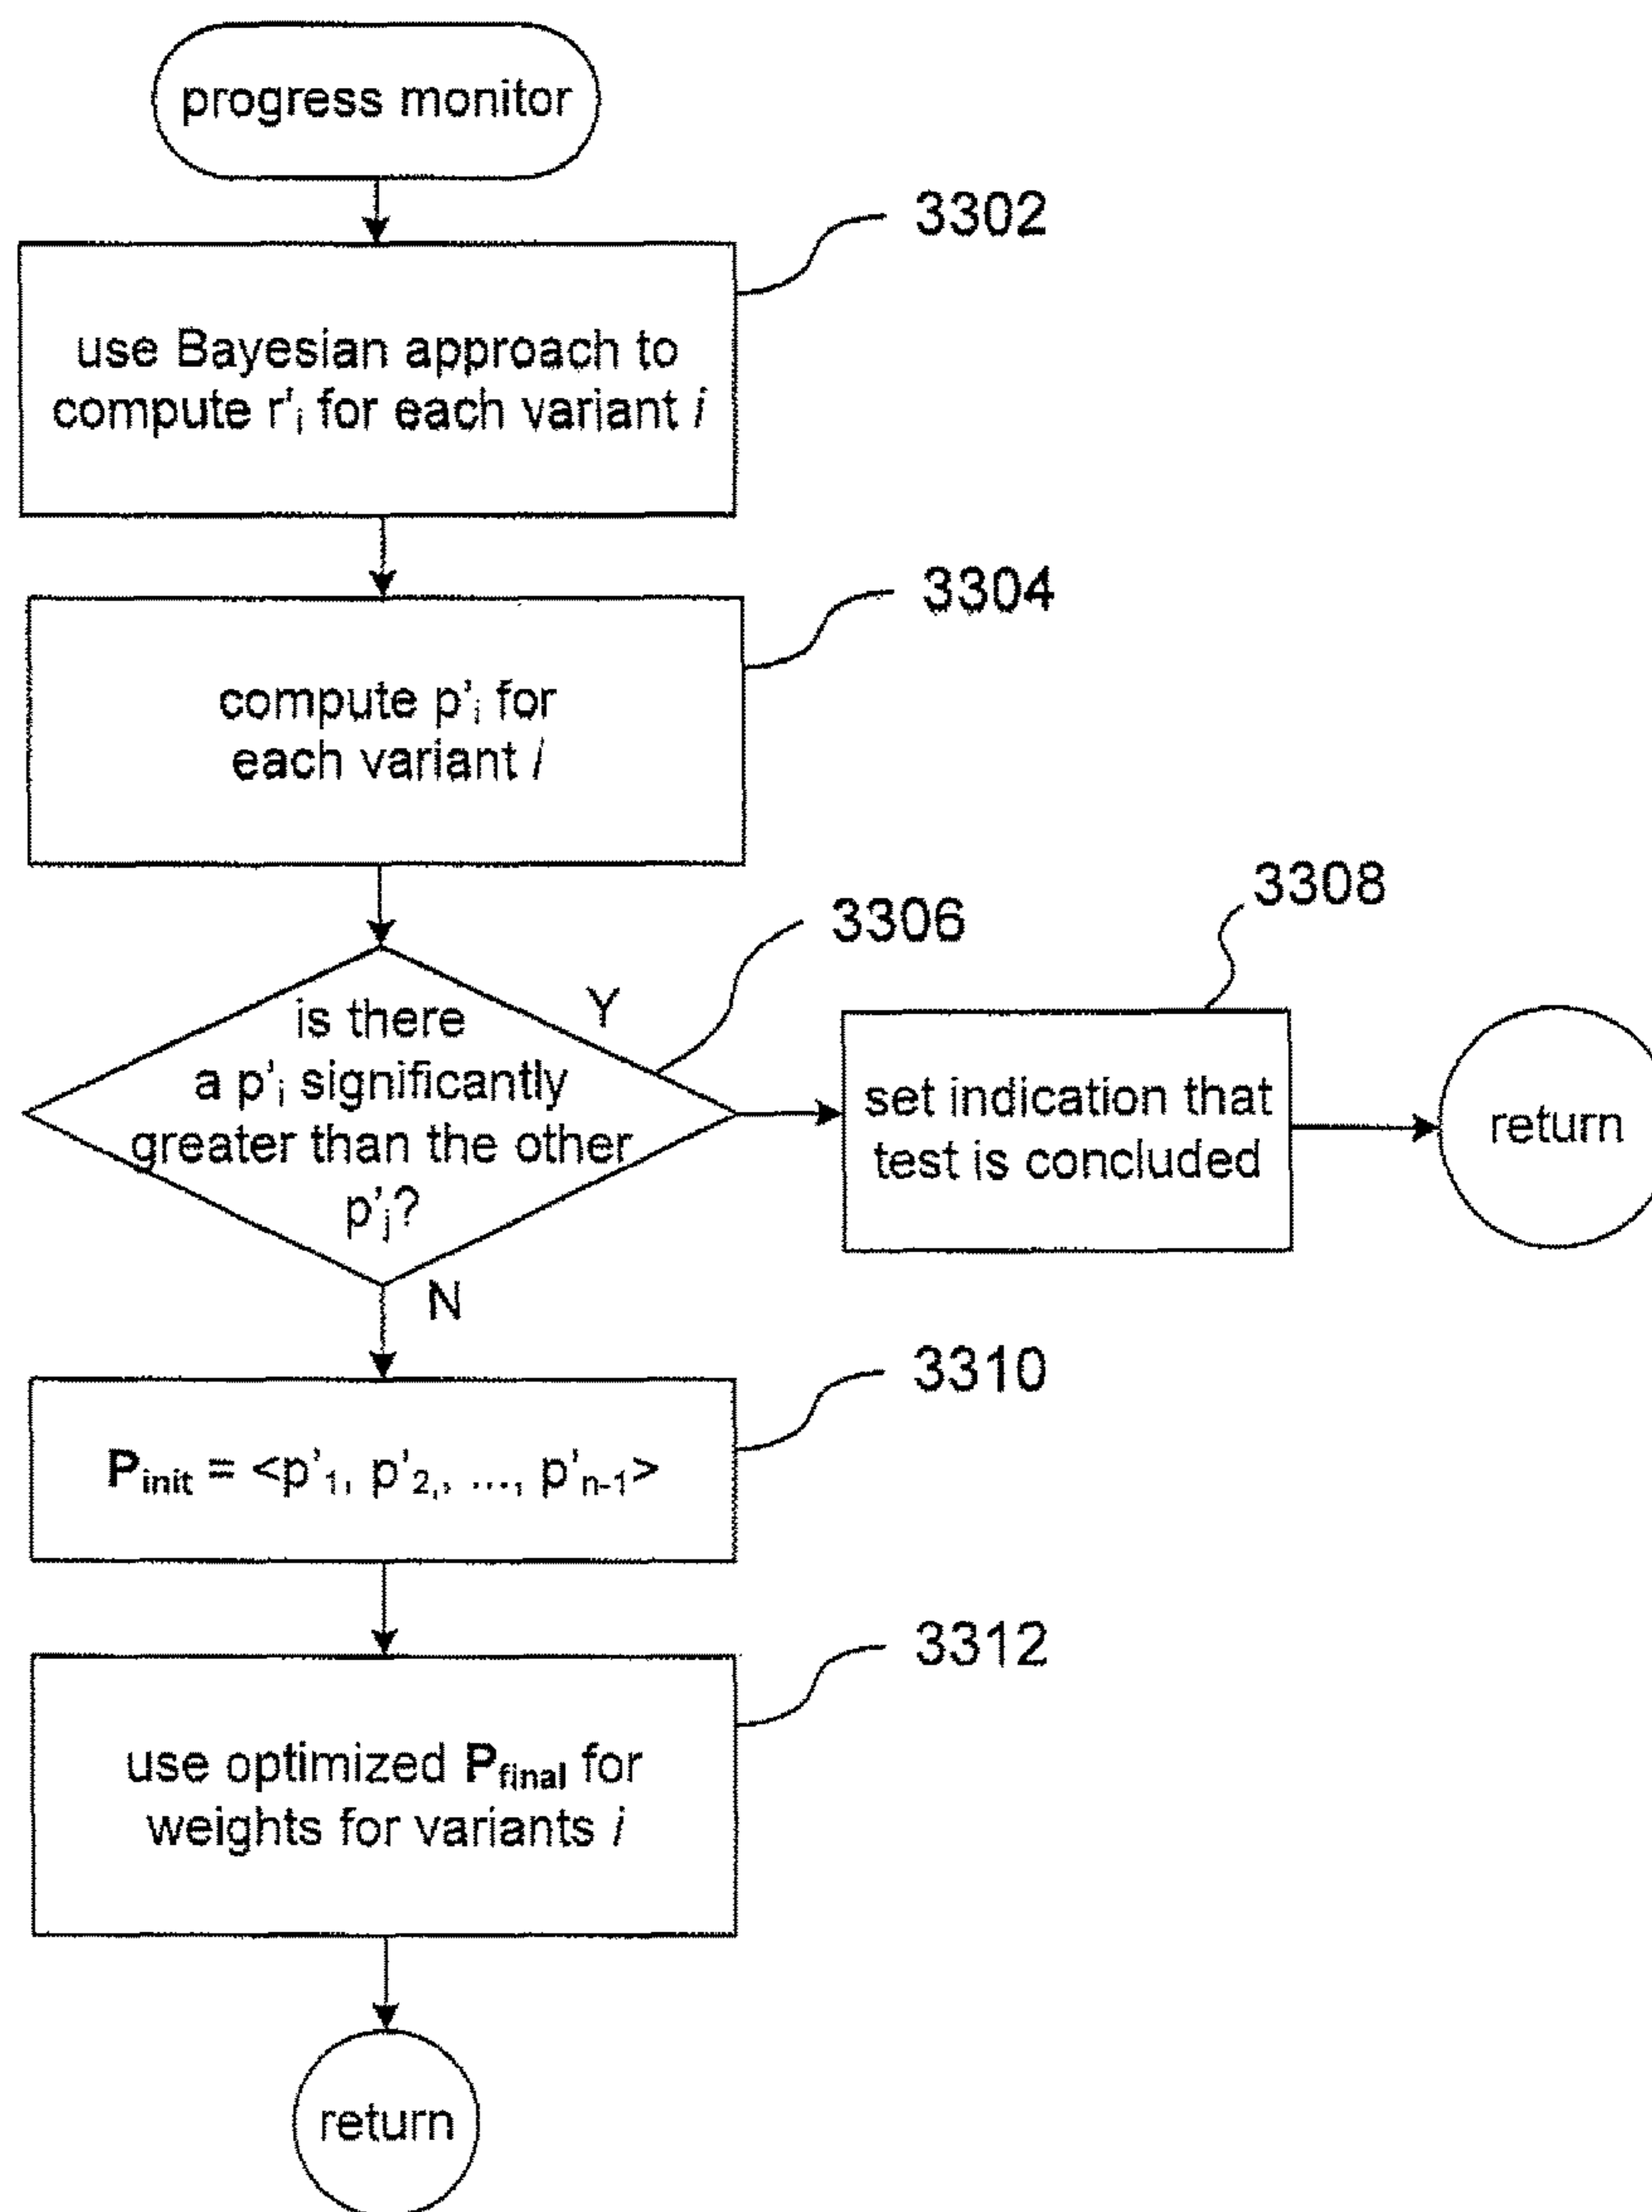 progress monitor
3302
use Bayesian approach to
compute r'ᵢ for each variant i
3304
compute p'ᵢ for
each variant i
3306
3308
Y
is there
a p'ᵢ significantly
greater than the other
p'ⱼ?
set indication that
test is concluded
return
N
3310
P_init = <p'₁, p'₂,, ..., p'ₙ₋₁>
3312
use optimized P_final for
weights for variants i
return